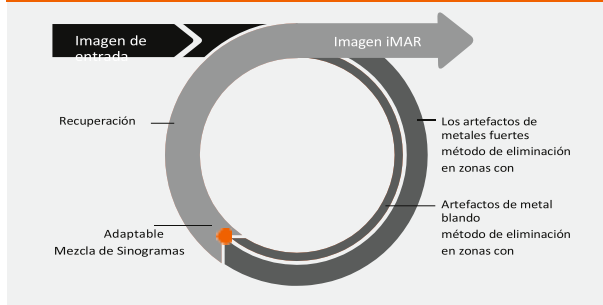 Imagen de
entrada
Imagen iMAR
Recuperación
Los artefactos de
metales fuertes
método de eliminación
en zonas con
Artefactos de metal
blando
método de eliminación
en zonas con
Adaptable
Mezcla de Sinogramas